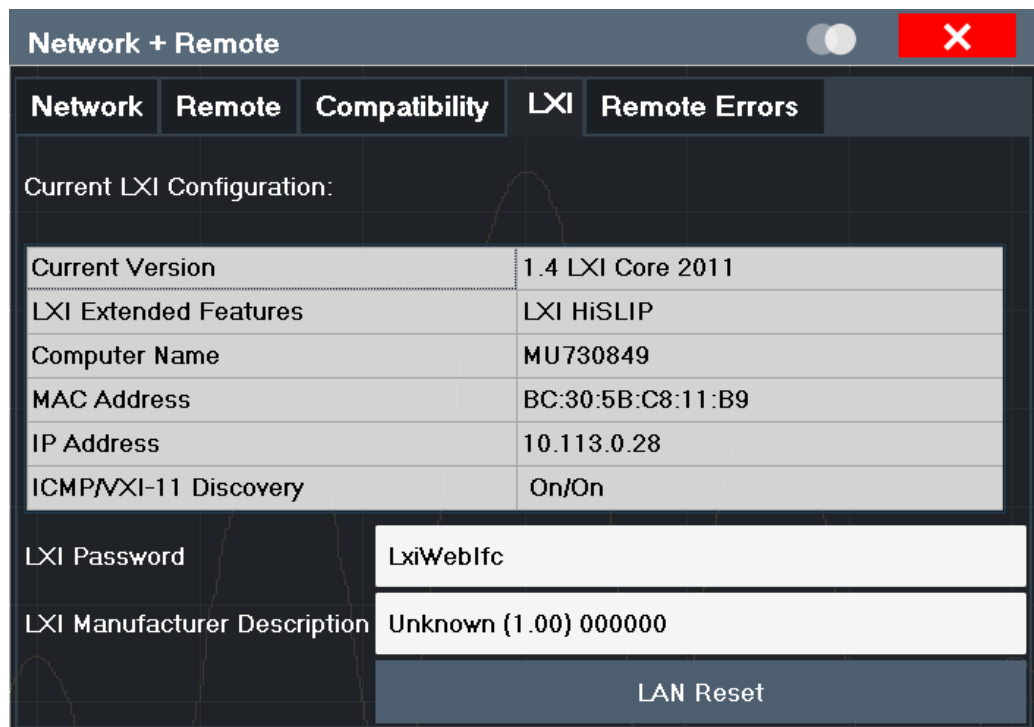 Network + Remote
Network Remote Compatibility LXI Remote Errors
Current LXI Configuration:
Current Version 1.4 LXI Core 2011
LXI Extended Features LXI HiSLIP
Computer Name MU730849
MAC Address BC:30:5B:C8:11:B9
IP Address 10.113.0.28
ICMP/VXI-11 Discovery On/On
LXI Password LxiWebIfc
LXI Manufacturer Description Unknown (1.00) 000000
LAN Reset